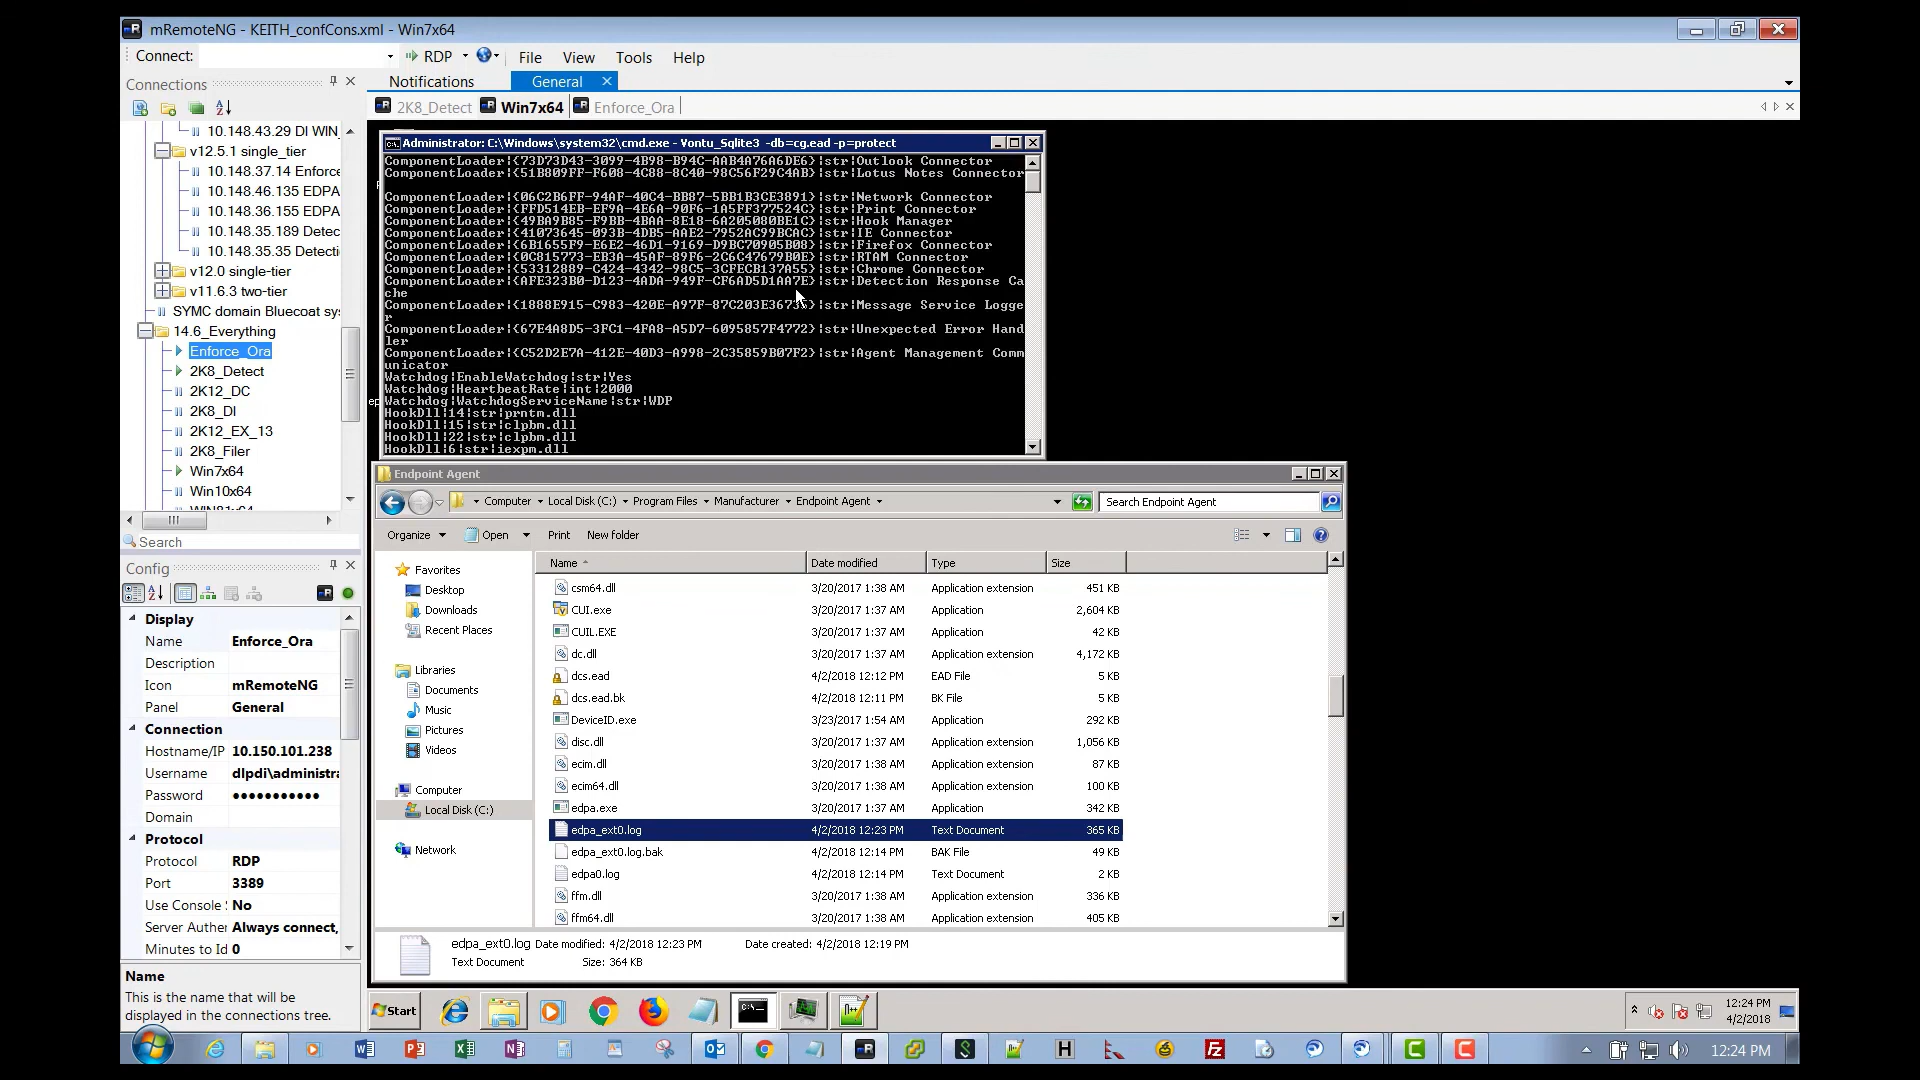 mRemoteNG - KEITH_confCons.xml - Win7x64
Connect:
RDP
File View Tools Help
Connections
Notifications
General
2K8_Detect
Win7x64
Enforce_Ora
10.148.43.29 DI WIN_
v12.5.1 single_tier
10.148.37.14 Enforce
10.148.46.135 EDPA
10.148.36.155 EDPA
10.148.35.189 Detec
10.148.35.35 Detecti
v12.0 single-tier
v11.6.3 two-tier
SYMC domain Bluecoat sy
14.6_Everything
Enforce_Ora
2K8_Detect
2K12_DC
2K8_DI
2K12_EX_13
2K8_Filer
Win7x64
Win10x64
Search
Config
Display
Name Enforce_Ora
Description
Icon mRemoteNG
Panel General
Connection
Hostname/IP 10.150.101.238
Username dlpdi\administra
Password ●●●●●●●●●●●
Domain
Protocol
Protocol RDP
Port 3389
Use Console No
Server Auther Always connect,
Minutes to Id 0
Name
This is the name that will be
displayed in the connections tree.
Administrator: C:\Windows\system32\cmd.exe - Vontu_Sqlite3 -db=cg.ead -p=protect
ComponentLoader|{73D73D43-3099-4B98-B94C-AAB4A76A6DE6}|str|Outlook Connector
ComponentLoader|{51B809FF-F608-4C88-8C40-98C56F29C4AB}|str|Lotus Notes Connector
ComponentLoader|{06C2B6FF-94AF-40C4-BB87-5BB1B3CE3891}|str|Network Connector
ComponentLoader|{FFD514EB-EF9A-4E6A-90F6-1A5FF377524C}|str|Print Connector
ComponentLoader|{49BA9B85-F9BB-4BAA-8E18-6A205080BE1C}|str|Hook Manager
ComponentLoader|{41073645-093B-4DB5-AAE2-7952AC99BCAC}|str|IE Connector
ComponentLoader|{6B1655F9-E6E2-46D1-9169-D9BC70905B08}|str|Firefox Connector
ComponentLoader|{0C815773-EB3A-45AF-89F6-2C6C47679B0E}|str|RTAM Connector
ComponentLoader|{53312889-C424-4342-98C5-3CFECB137A55}|str|Chrome Connector
ComponentLoader|{AFE323B0-D123-4ADA-949F-CF6AD5D1AA7E}|str|Detection Response Ca
che
ComponentLoader|{1888E915-C983-420E-A97F-87C203E36735}|str|Message Service Logge
r
ComponentLoader|{67E4A8D5-3FC1-4FA8-A5D7-6095857F4772}|str|Unexpected Error Hand
ler
ComponentLoader|{C52D2E7A-412E-40D3-A998-2C35859B07F2}|str|Agent Management Comm
unicator
Watchdog|EnableWatchdog|str|Yes
Watchdog|HeartbeatRate|int|2000
Watchdog|WatchdogServiceName|str|WDP
HookDll|14|str|prntm.dll
HookDll|15|str|clpbm.dll
HookDll|22|str|clpbm.dll
HookDll|6|str|iexpm.dll
Endpoint Agent
Computer Local Disk (C:) Program Files Manufacturer Endpoint Agent
Search Endpoint Agent
Organize Open Print New folder
Favorites
Desktop
Downloads
Recent Places
Libraries
Documents
Music
Pictures
Videos
Computer
Local Disk (C:)
Network
Name Date modified Type Size
csm64.dll 3/20/2017 1:38 AM Application extension 451 KB
CUI.exe 3/20/2017 1:37 AM Application 2,604 KB
CUIL.EXE 3/20/2017 1:37 AM Application 42 KB
dc.dll 3/20/2017 1:37 AM Application extension 4,172 KB
dcs.ead 4/2/2018 12:12 PM EAD File 5 KB
dcs.ead.bk 4/2/2018 12:11 PM BK File 5 KB
DeviceID.exe 3/23/2017 1:54 AM Application 292 KB
disc.dll 3/20/2017 1:37 AM Application extension 1,056 KB
ecim.dll 3/20/2017 1:38 AM Application extension 87 KB
ecim64.dll 3/20/2017 1:38 AM Application extension 100 KB
edpa.exe 3/20/2017 1:37 AM Application 342 KB
edpa_ext0.log 4/2/2018 12:23 PM Text Document 365 KB
edpa_ext0.log.bak 4/2/2018 12:14 PM BAK File 49 KB
edpa0.log 4/2/2018 12:14 PM Text Document 2 KB
ffm.dll 3/20/2017 1:38 AM Application extension 336 KB
ffm64.dll 3/20/2017 1:38 AM Application extension 405 KB
edpa_ext0.log Date modified: 4/2/2018 12:23 PM Date created: 4/2/2018 12:19 PM
Text Document Size: 364 KB
Start
12:24 PM
4/2/2018
12:24 PM